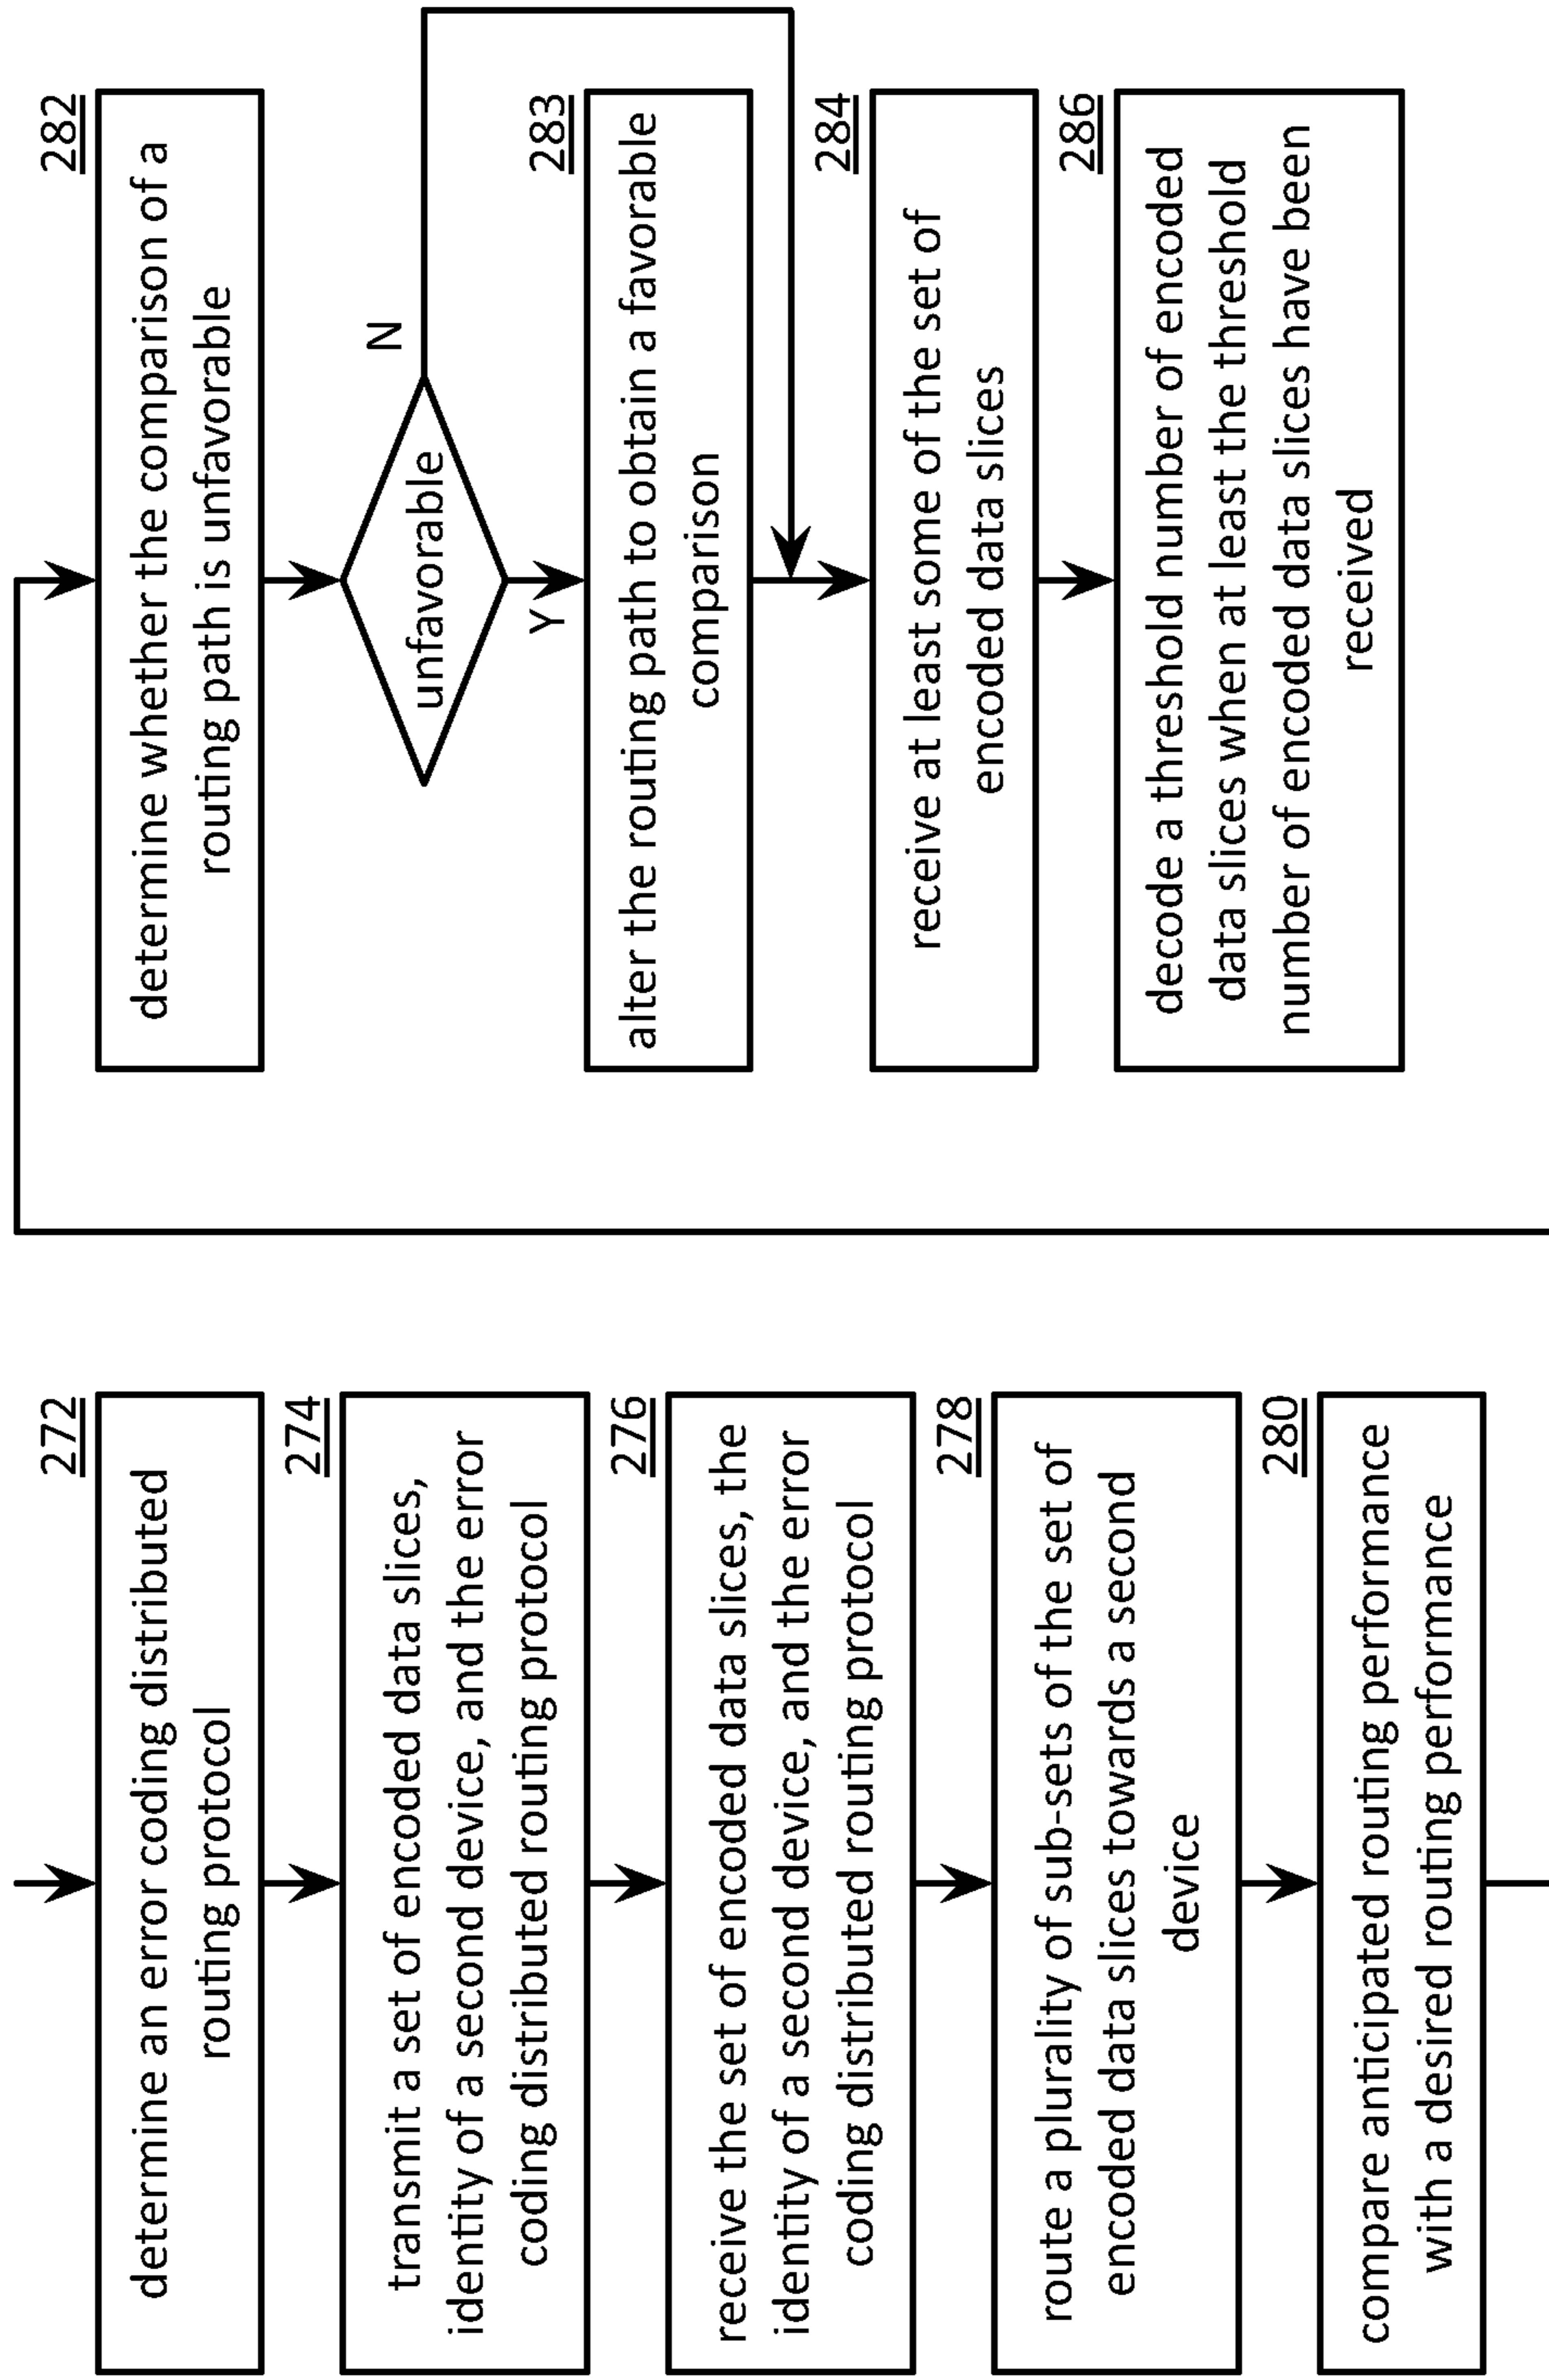 272
determine an error coding distributed
routing protocol
274
transmit a set of encoded data slices,
identity of a second device, and the error
coding distributed routing protocol
276
receive the set of encoded data slices, the
identity of a second device, and the error
coding distributed routing protocol
278
route a plurality of sub-sets of the set of
encoded data slices towards a second
device
280
compare anticipated routing performance
with a desired routing performance
282
determine whether the comparison of a
routing path is unfavorable
unfavorable
N
Y
283
alter the routing path to obtain a favorable
comparison
284
receive at least some of the set of
encoded data slices
286
decode a threshold number of encoded
data slices when at least the threshold
number of encoded data slices have been
received